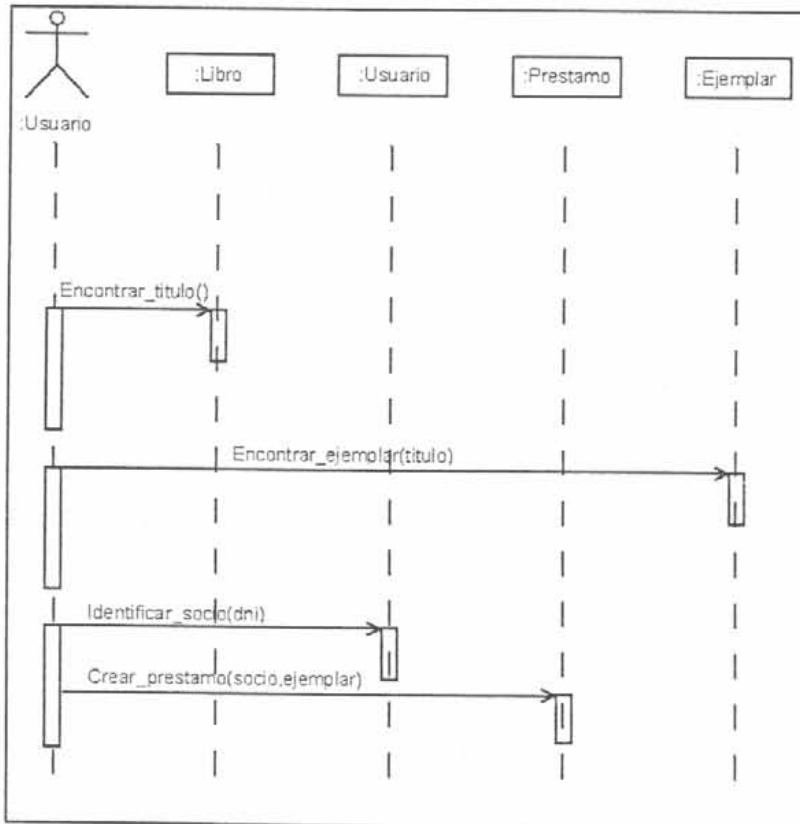 :Usuario
:Libro
:Usuario
:Prestamo
:Ejemplar
Encontrar_titulo()
Encontrar_ejemplar(titulo)
Identificar_socio(dni)
Crear_prestamo(socio,ejemplar)